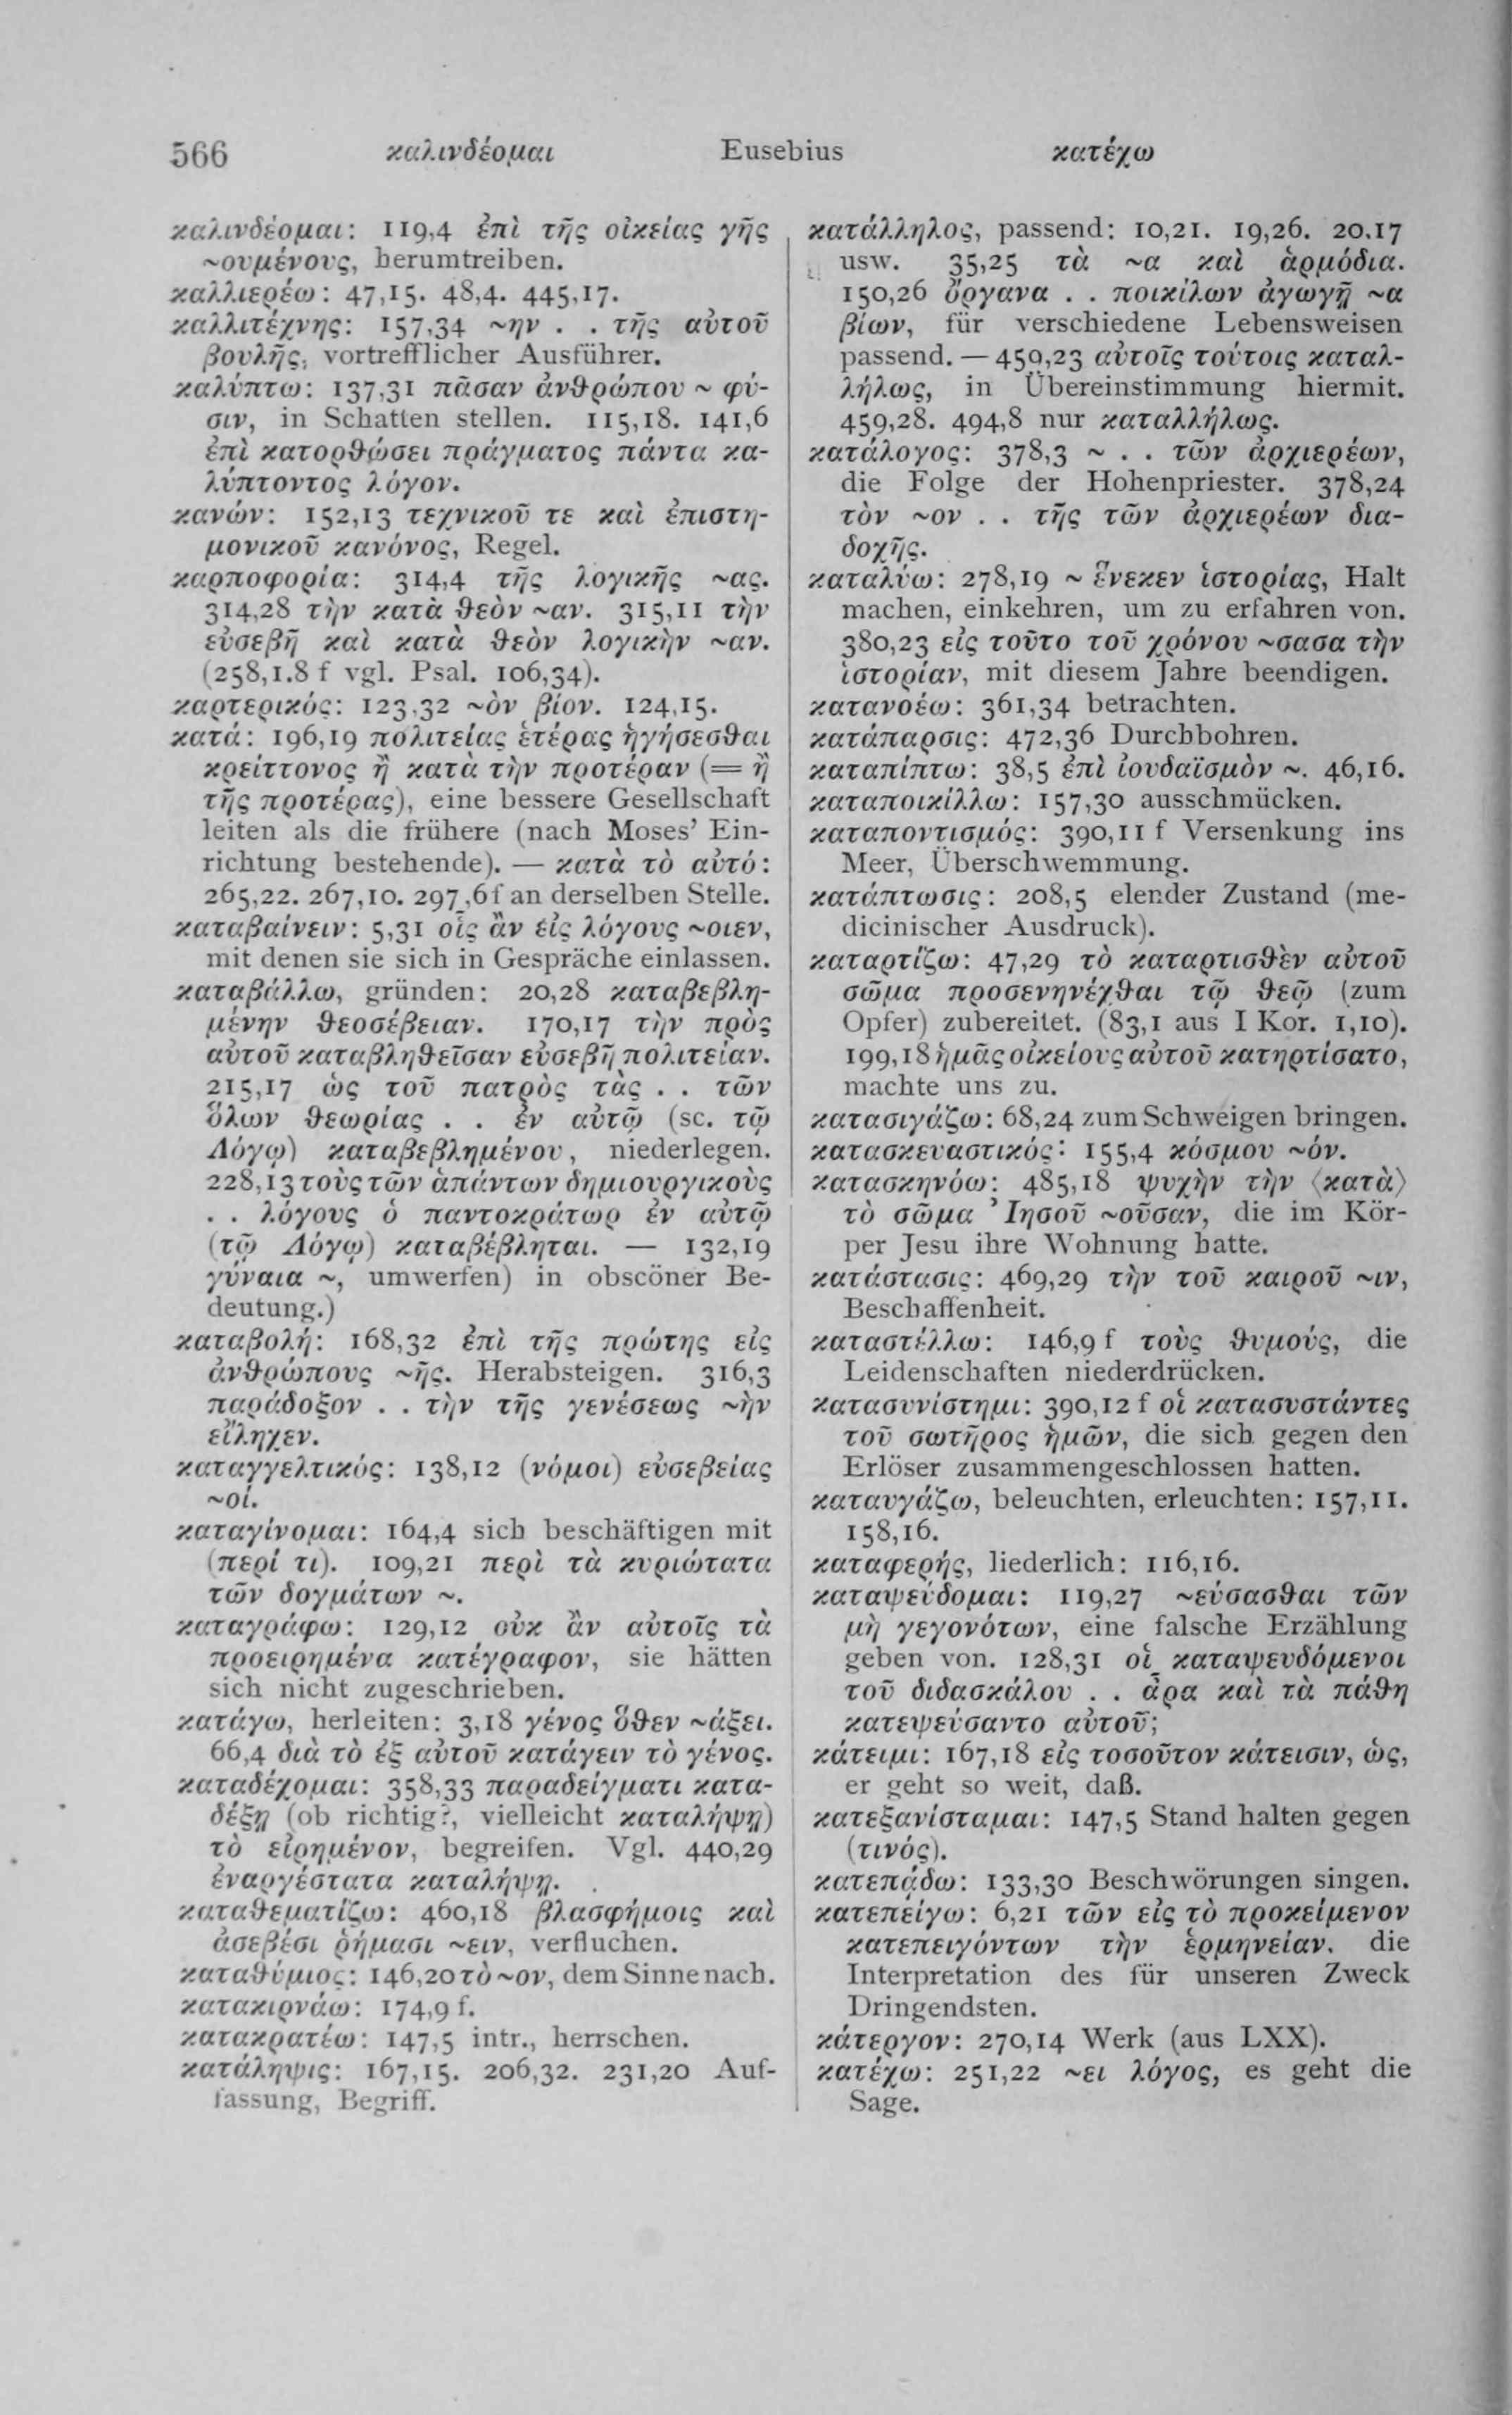 566 καλινδέομαι Eusebius κατέχω
καλινδέομαι: 119,4 ἐπὶ τῆς οἰκείας γῆς
~ουμένους, herumtreiben.
καλλιερέω: 47,15. 48,4. 445,17.
καλλιτέχνης: 157,34 ~ην . . τῆς αὐτοῦ
βουλῆς, vortrefflicher Ausführer.
καλύπτω: 137,31 πᾶσαν ἀνθρώπου ~ φύ-
σιν, in Schatten stellen. 115,18. 141,6
ἐπὶ κατορθώσει πράγματος πάντα κα-
λύπτοντος λόγον.
κανών: 152,13 τεχνικοῦ τε καὶ ἐπιστη-
μονικοῦ κανόνος, Regel.
καρποφορία: 314,4 τῆς λογικῆς ~ας.
314,28 τὴν κατὰ θεὸν ~αν. 315,11 τὴν
εὐσεβῆ καὶ κατὰ θεὸν λογικὴν ~αν.
(258,1.8 f vgl. Psal. 106,34).
καρτερικός: 123,32 ~ὸν βίον. 124,15.
κατά: 196,19 πολιτείας ἑτέρας ἡγήσεσθαι
κρείττονος ἢ κατὰ τὴν προτέραν (= ἢ
τῆς προτέρας), eine bessere Gesellschaft
leiten als die frühere (nach Moses’ Ein-
richtung bestehende). — κατὰ τὸ αὐτό:
265,22. 267,10. 297,6f an derselben Stelle.
καταβαίνειν: 5,31 οἷς ἂν εἰς λόγους ~οιεν,
mit denen sie sich in Gespräche einlassen.
καταβάλλω, gründen: 20,28 καταβεβλη-
μένην θεοσέβειαν. 170,17 τὴν πρὸς
αὐτοῦ καταβληθεῖσαν εὐσεβῆ πολιτείαν.
215,17 ὡς τοῦ πατρὸς τὰς . . τῶν
ὅλων θεωρίας . . ἐν αὐτῷ (sc. τῷ
Λόγῳ) καταβεβλημένου, niederlegen.
228,13 τοὺς τῶν ἁπάντων δημιουργικοὺς
. . λόγους ὁ παντοκράτωρ ἐν αὐτῷ
(τῷ Λόγῳ) καταβέβληται. — 132,19
γύναια ~, umwerfen) in obscöner Be-
deutung.)
καταβολή: 168,32 ἐπὶ τῆς πρώτης εἰς
ἀνθρώπους ~ῆς. Herabsteigen. 316,3
παράδοξον . . τὴν τῆς γενέσεως ~ὴν
εἴληχεν.
καταγγελτικός: 138,12 (νόμοι) εὐσεβείας
~οί.
καταγίνομαι: 164,4 sich beschäftigen mit
(περί τι). 109,21 περὶ τὰ κυριώτατα
τῶν δογμάτων ~.
καταγράφω: 129,12 οὐκ ἂν αὐτοῖς τὰ
προειρημένα κατέγραφον, sie hätten
sich nicht zugeschrieben.
κατάγω, herleiten: 3,18 γένος ὅθεν ~άξει.
66,4 διὰ τὸ ἐξ αὐτοῦ κατάγειν τὸ γένος.
καταδέχομαι: 358,33 παραδείγματι κατα-
δέξῃ (ob richtig?, vielleicht καταλήψῃ)
τὸ εἰρημένον, begreifen. Vgl. 440,29
ἐναργέστατα καταλήψῃ.
καταθεματίζω: 460,18 βλασφήμοις καὶ
ἀσεβέσι ῥήμασι ~ειν, verfluchen.
καταθύμιος: 146,20 τὸ ~ον, dem Sinne nach.
κατακιρνάω: 174,9 f.
κατακρατέω: 147,5 intr., herrschen.
κατάληψις: 167,15. 206,32. 231,20 Auf-
fassung, Begriff.
κατάλληλος, passend: 10,21. 19,26. 20,17
usw. 35,25 τὰ ~α καὶ ἁρμόδια.
150,26 ὄργανα . . ποικίλων ἀγωγῇ ~α
βίων, für verschiedene Lebensweisen
passend. — 459,23 αὐτοῖς τούτοις καταλ-
λήλως, in Übereinstimmung hiermit.
459,28. 494,8 nur καταλλήλως.
κατάλογος: 378,3 ~ . . τῶν ἀρχιερέων,
die Folge der Hohenpriester. 378,24
τὸν ~ον . . τῆς τῶν ἀρχιερέων δια-
δοχῆς.
καταλύω: 278,19 ~ ἕνεκεν ἱστορίας, Halt
machen, einkehren, um zu erfahren von.
380,23 εἰς τοῦτο τοῦ χρόνου ~σασα τὴν
ἱστορίαν, mit diesem Jahre beendigen.
κατανοέω: 361,34 betrachten.
κατάπαρσις: 472,36 Durchbohren.
καταπίπτω: 38,5 ἐπὶ ἰουδαϊσμὸν ~. 46,16.
καταποικίλλω: 157,30 ausschmücken.
καταποντισμός: 390,11 f Versenkung ins
Meer, Überschwemmung.
κατάπτωσις: 208,5 elender Zustand (me-
dicinischer Ausdruck).
καταρτίζω: 47,29 τὸ καταρτισθὲν αὐτοῦ
σῶμα προσενηνέχθαι τῷ θεῷ (zum
Opfer) zubereitet. (83,1 aus I Kor. 1,10).
199,18 ἡμᾶς οἰκείους αὐτοῦ κατηρτίσατο,
machte uns zu.
κατασιγάζω: 68,24 zum Schweigen bringen.
κατασκευαστικός: 155,4 κόσμου ~όν.
κατασκηνόω: 485,18 ψυχὴν τὴν ⟨κατὰ⟩
τὸ σῶμα Ἰησοῦ ~οῦσαν, die im Kör-
per Jesu ihre Wohnung hatte.
κατάστασις: 469,29 τὴν τοῦ καιροῦ ~ιν,
Beschaffenheit.
καταστέλλω: 146,9 f τοὺς θυμούς, die
Leidenschaften niederdrücken.
κατασυνίστημι: 390,12 f οἱ κατασυστάντες
τοῦ σωτῆρος ἡμῶν, die sich gegen den
Erlöser zusammengeschlossen hatten.
καταυγάζω, beleuchten, erleuchten: 157,11.
158,16.
καταφερής, liederlich: 116,16.
καταψεύδομαι: 119,27 ~εύσασθαι τῶν
μὴ γεγονότων, eine falsche Erzählung
geben von. 128,31 οἱ καταψευδόμενοι
τοῦ διδασκάλου . . ἆρα καὶ τὰ πάθη
κατεψεύσαντο αὐτοῦ;
κάτειμι: 167,18 εἰς τοσοῦτον κάτεισιν, ὡς,
er geht so weit, daß.
κατεξανίσταμαι: 147,5 Stand halten gegen
(τινός).
κατεπᾴδω: 133,30 Beschwörungen singen.
κατεπείγω: 6,21 τῶν εἰς τὸ προκείμενον
κατεπειγόντων τὴν ἑρμηνείαν, die
Interpretation des für unseren Zweck
Dringendsten.
κάτεργον: 270,14 Werk (aus LXX).
κατέχω: 251,22 ~ει λόγος, es geht die
Sage.